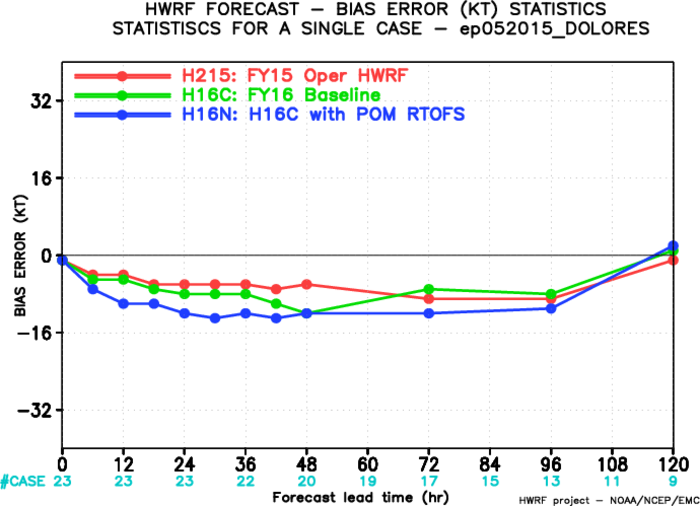 HWRF FORECAST – BIAS ERROR (KT) STATISTICS
STATISTISCS FOR A SINGLE CASE – ep052015_DOLORES
H215: FY15 Oper HWRF
H16C: FY16 Baseline
H16N: H16C with POM RTOFS
BIAS ERROR (KT)
32
16
0
−16
−32
0 12 24 36 48 60 72 84 96 108 120
#CASE 23 23 23 22 20 19 17 15 13 11 9
Forecast lead time (hr)
HWRF project – NOAA/NCEP/EMC